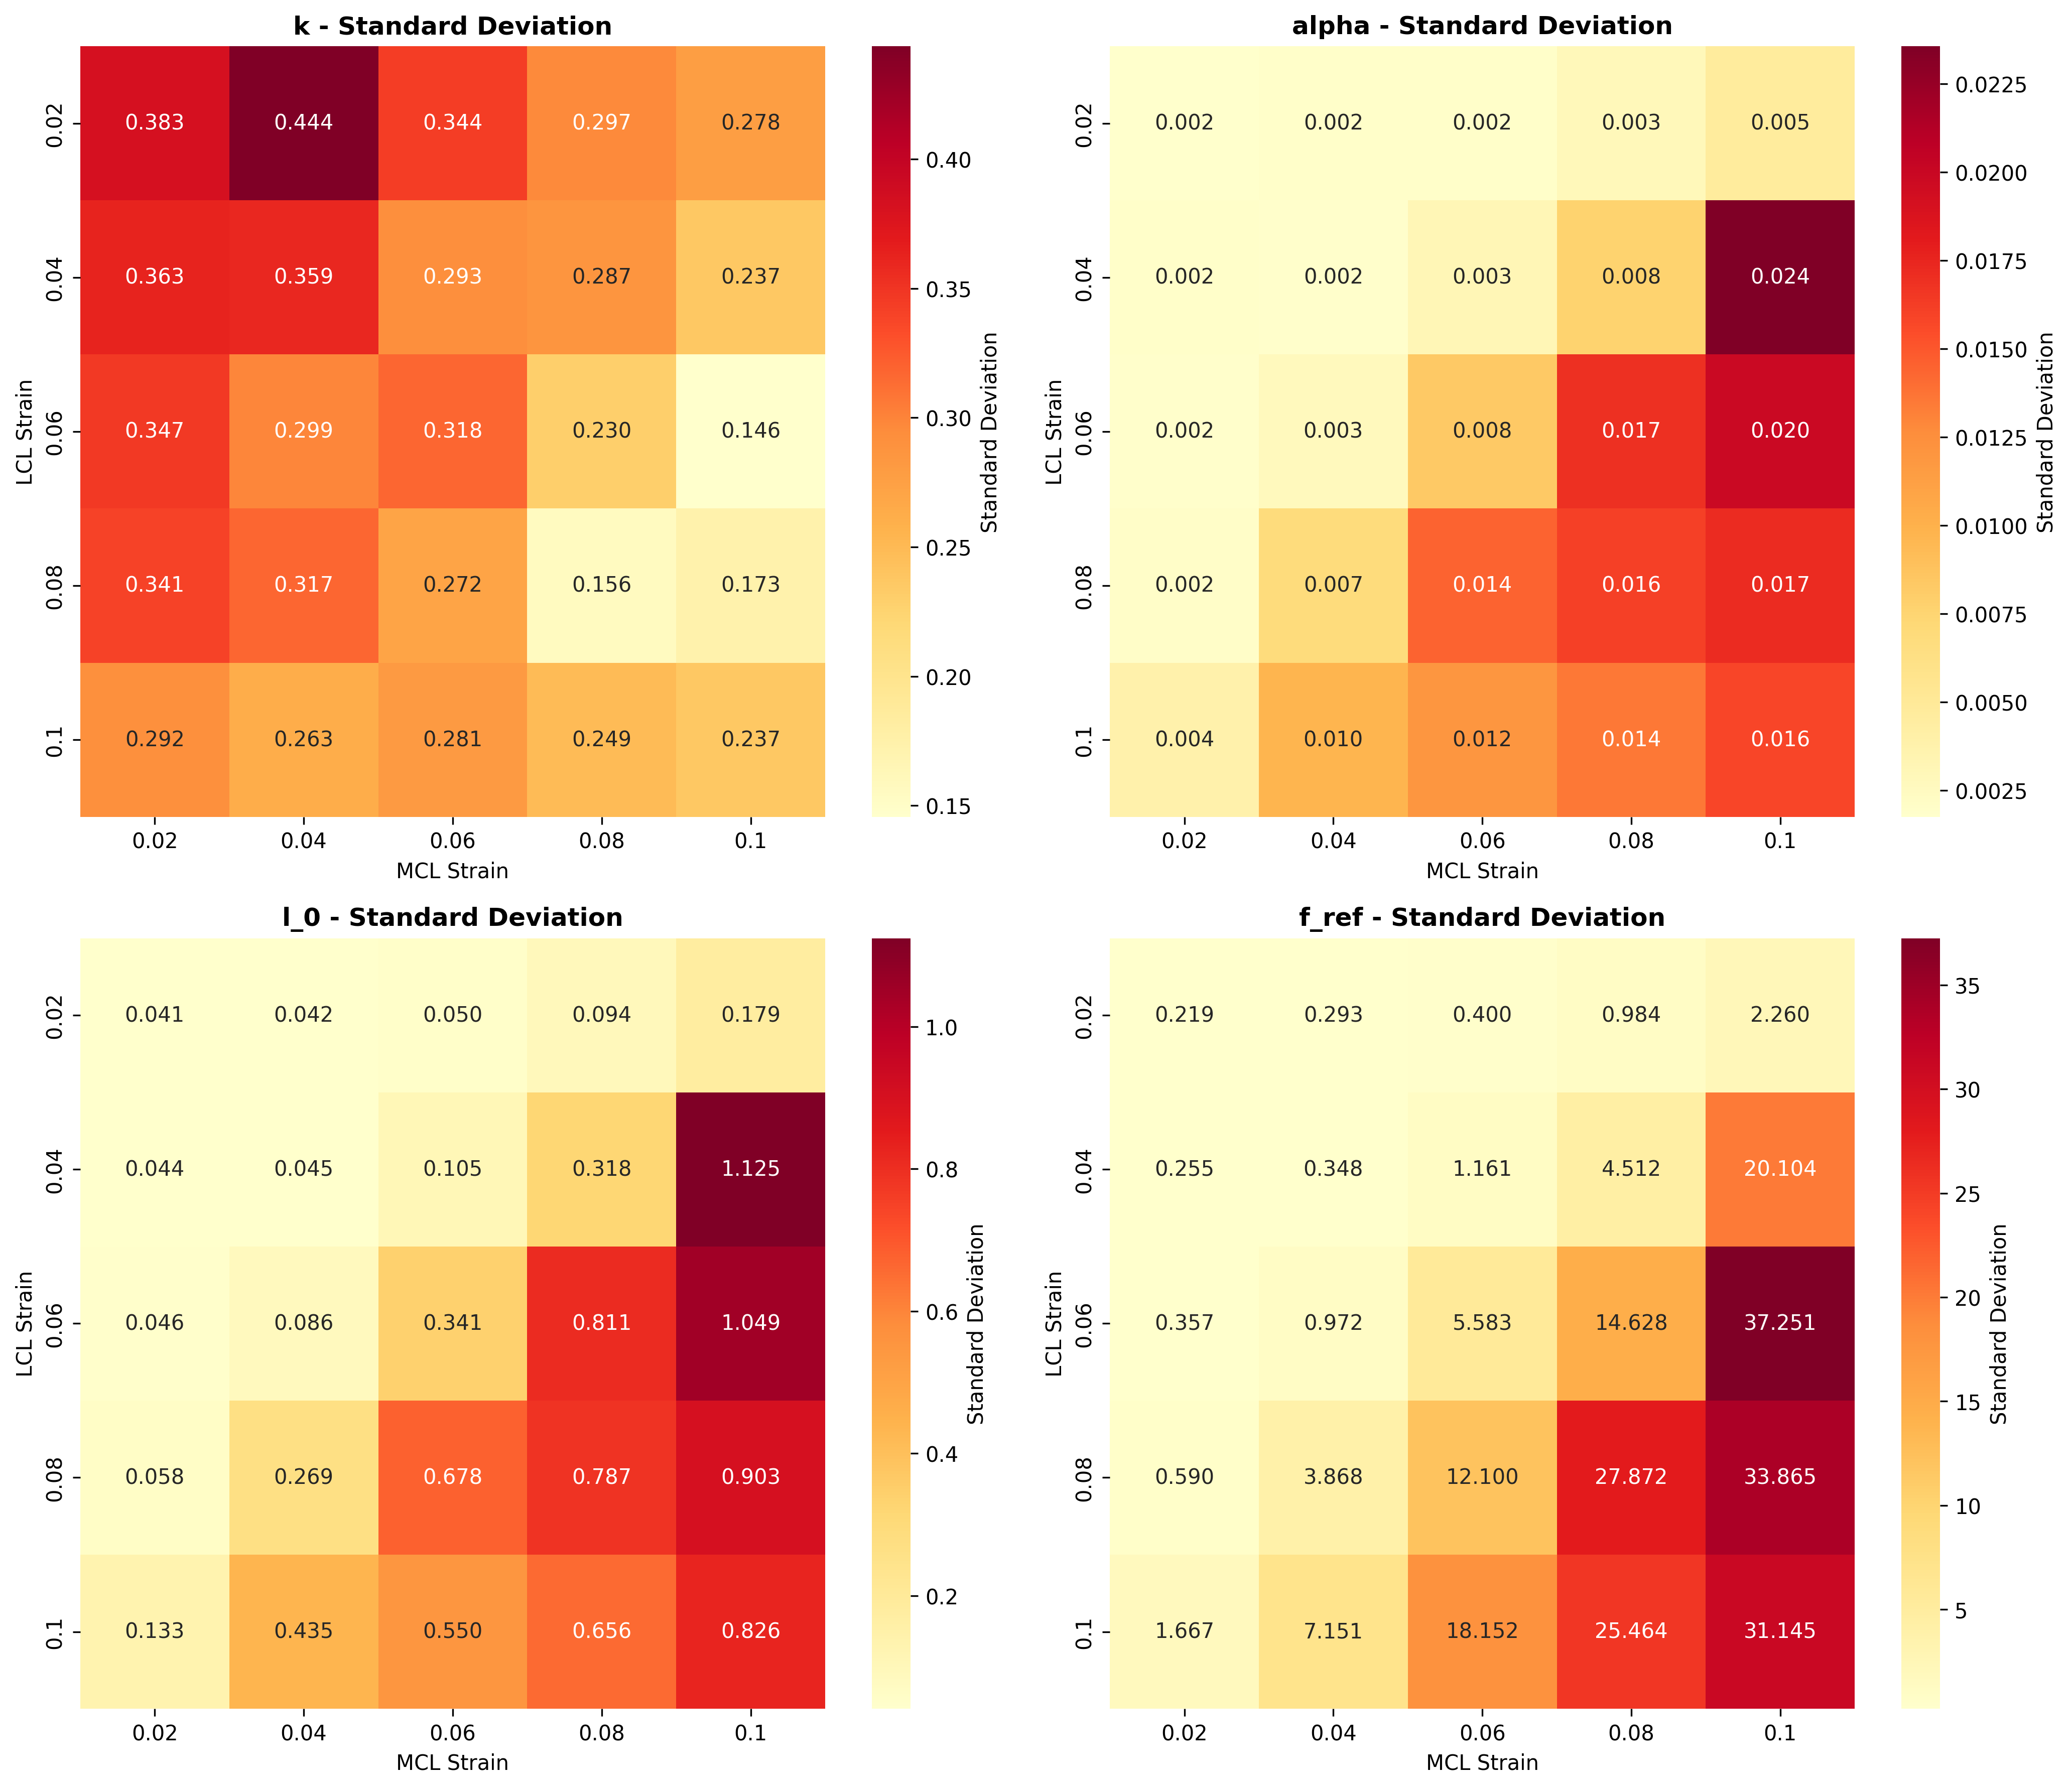 k - Standard Deviation
0.02 0.383 0.444 0.344 0.297 0.278
0.04 0.363 0.359 0.293 0.287 0.237
0.06 0.347 0.299 0.318 0.230 0.146
0.08 0.341 0.317 0.272 0.156 0.173
0.1 0.292 0.263 0.281 0.249 0.237
0.02 0.04 0.06 0.08 0.1
MCL Strain
LCL Strain
0.40
0.35
0.30
0.25
0.20
0.15
Standard Deviation
alpha - Standard Deviation
0.02 0.002 0.002 0.002 0.003 0.005
0.04 0.002 0.002 0.003 0.008 0.024
0.06 0.002 0.003 0.008 0.017 0.020
0.08 0.002 0.007 0.014 0.016 0.017
0.1 0.004 0.010 0.012 0.014 0.016
0.02 0.04 0.06 0.08 0.1
MCL Strain
LCL Strain
0.0225
0.0200
0.0175
0.0150
0.0125
0.0100
0.0075
0.0050
0.0025
Standard Deviation
l_0 - Standard Deviation
0.02 0.041 0.042 0.050 0.094 0.179
0.04 0.044 0.045 0.105 0.318 1.125
0.06 0.046 0.086 0.341 0.811 1.049
0.08 0.058 0.269 0.678 0.787 0.903
0.1 0.133 0.435 0.550 0.656 0.826
0.02 0.04 0.06 0.08 0.1
MCL Strain
LCL Strain
1.0
0.8
0.6
0.4
0.2
Standard Deviation
f_ref - Standard Deviation
0.02 0.219 0.293 0.400 0.984 2.260
0.04 0.255 0.348 1.161 4.512 20.104
0.06 0.357 0.972 5.583 14.628 37.251
0.08 0.590 3.868 12.100 27.872 33.865
0.1 1.667 7.151 18.152 25.464 31.145
0.02 0.04 0.06 0.08 0.1
MCL Strain
LCL Strain
35
30
25
20
15
10
5
Standard Deviation